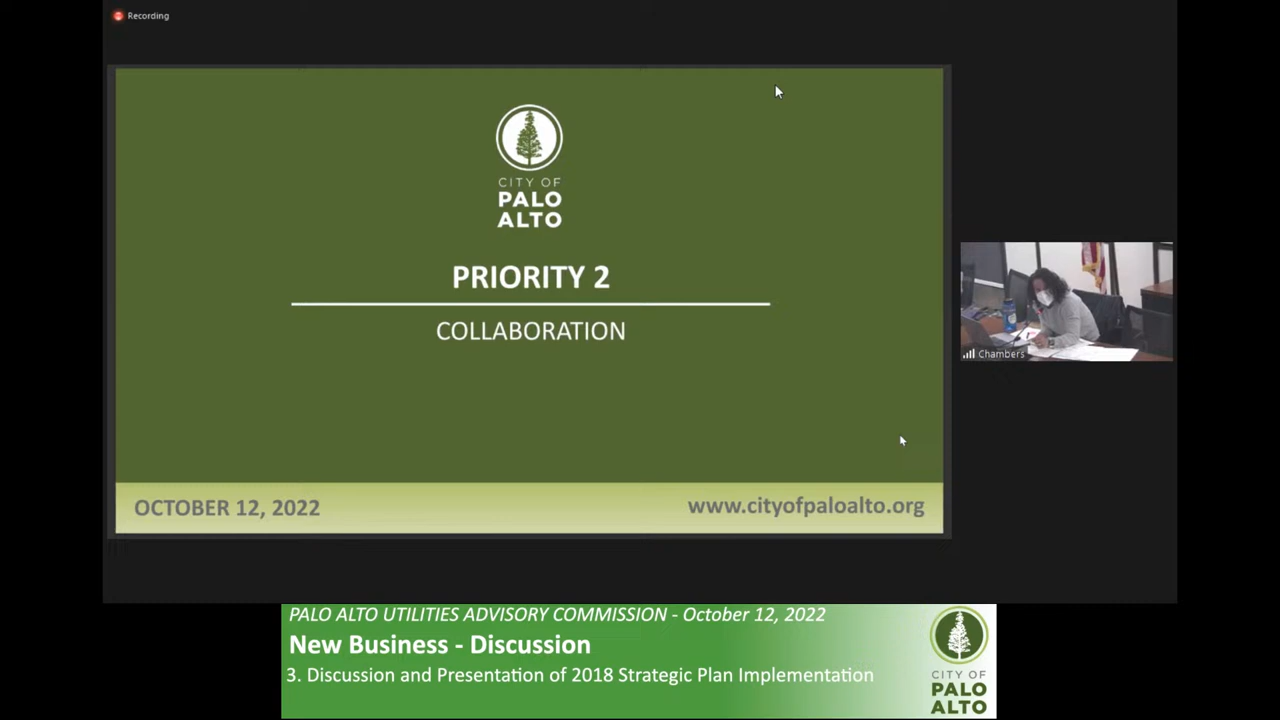 Recording
CITY OF
PALO
ALTO
PRIORITY 2
COLLABORATION
OCTOBER 12, 2022
www.cityofpaloalto.org
Chambers
PALO ALTO UTILITIES ADVISORY COMMISSION - October 12, 2022
New Business - Discussion
3. Discussion and Presentation of 2018 Strategic Plan Implementation
CITY OF
PALO
ALTO